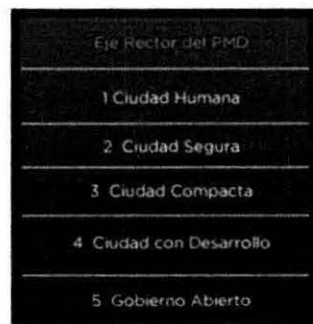 Eje Rector del PMD
1 Ciudad Humana
2 Ciudad Segura
3 Ciudad Compacta
4 Ciudad con Desarrollo
5 Gobierno Abierto